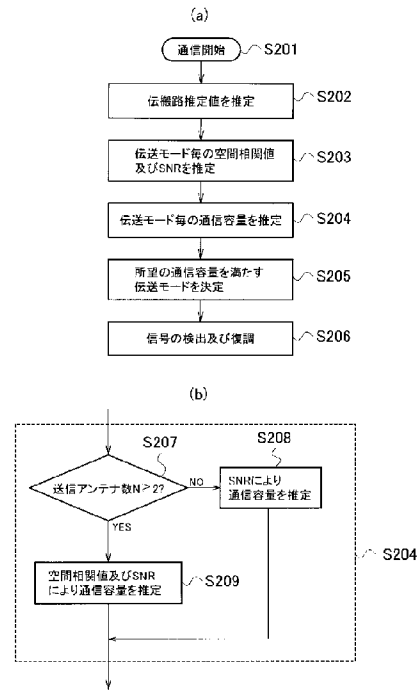 (a)
通信開始
S201
伝搬路推定値を推定
S202
伝送モード毎の空間相関値
及びSNRを推定
S203
伝送モード毎の通信容量を推定
S204
所望の通信容量を満たす
伝送モードを決定
S205
信号の検出及び復調
S206
(b)
S207
送信アンテナ数N≧2?
NO
YES
S208
SNRにより
通信容量を推定
S204
空間相関値及びSNR
により通信容量を推定
S209